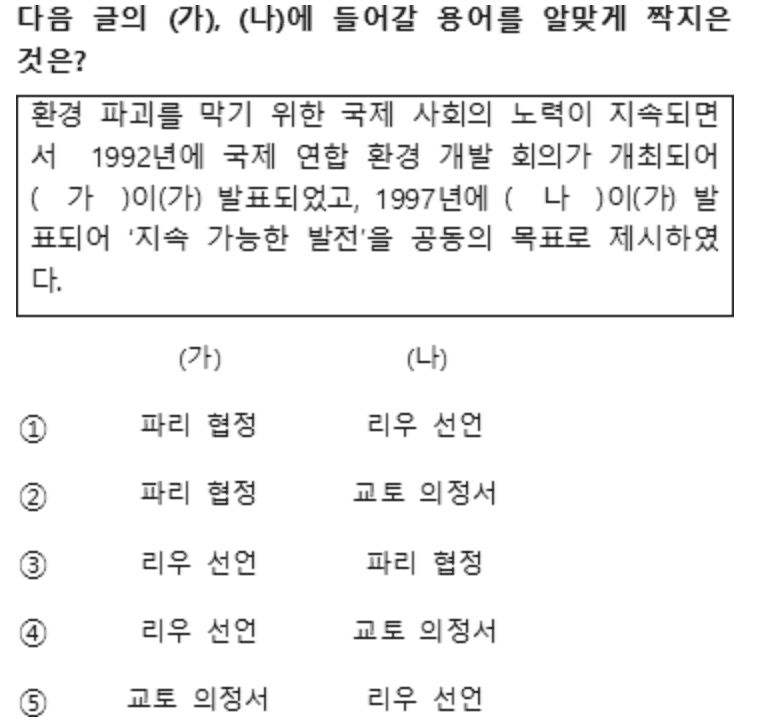 다음 글의 (가), (나)에 들어갈 용어를 알맞게 짝지은
것은?
환경 파괴를 막기 위한 국제 사회의 노력이 지속되면
서 1992년에 국제 연합 환경 개발 회의가 개최되어
( 가 )이(가) 발표되었고, 1997년에 ( 나 )이(가) 발
표되어 '지속 가능한 발전'을 공동의 목표로 제시하였
다.
(가) (나)
① 파리 협정 리우 선언
② 파리 협정 교토 의정서
③ 리우 선언 파리 협정
④ 리우 선언 교토 의정서
⑤ 교토 의정서 리우 선언